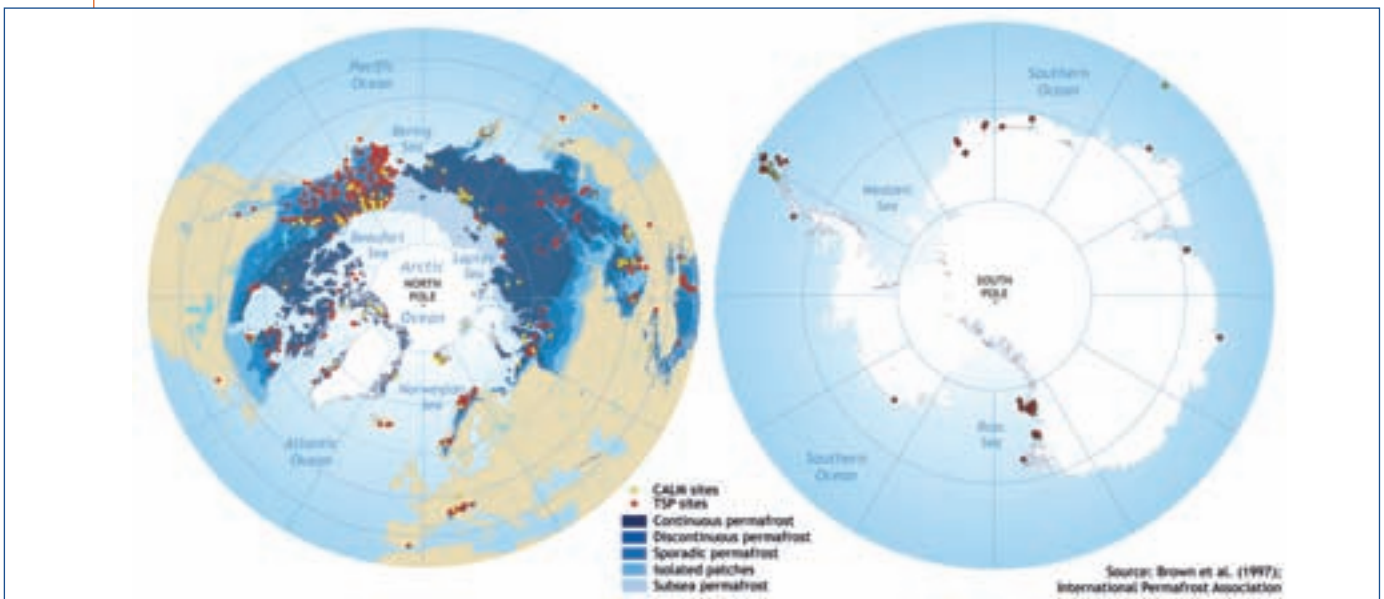 Pacific
Ocean
Bering
Sea
Beaufort
Sea
Laptev
Sea
Arctic
NORTH
POLE
Ocean
Norwegian
Sea
Atlantic
Ocean
Southern
Ocean
Weddell
Sea
SOUTH
POLE
Ross
Sea
Southern
Ocean
CALM sites
TSP sites
Continuous permafrost
Discontinuous permafrost
Sporadic permafrost
Isolated patches
Subsea permafrost
Source: Brown et al. (1997);
International Permafrost Association